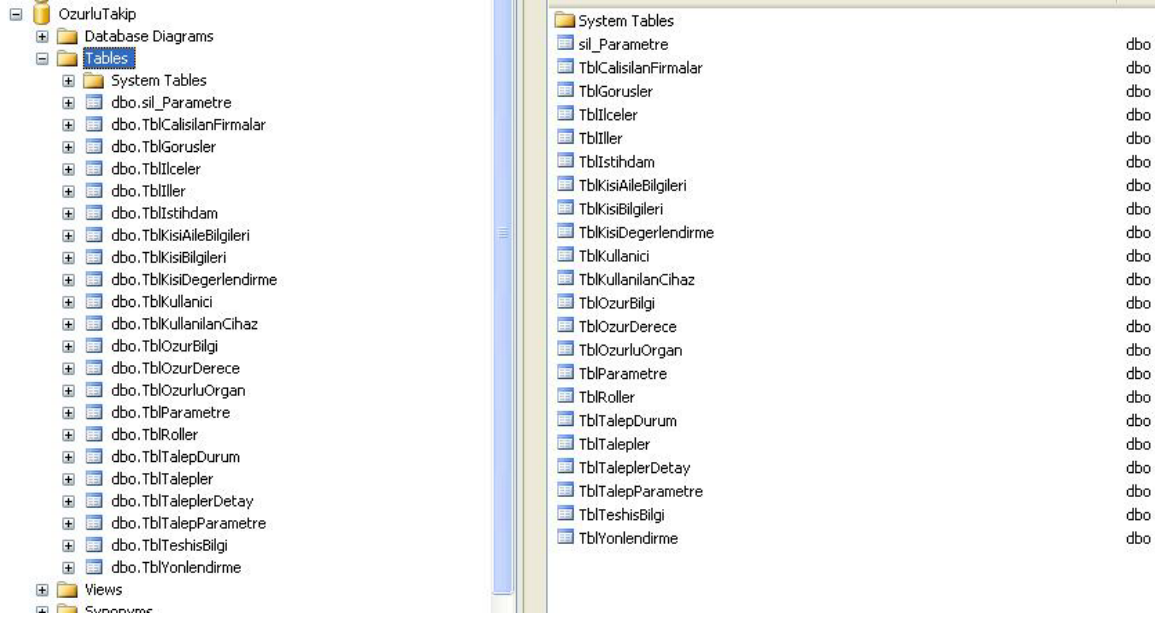 OzurluTakip
Database Diagrams
Tables
System Tables
dbo.sil_Parametre
dbo.TblCalisilanFirmalar
dbo.TblGorusler
dbo.TblIlceler
dbo.TblIller
dbo.TblIstihdam
dbo.TblKisiAileBilgileri
dbo.TblKisiBilgileri
dbo.TblKisiDegerlendirme
dbo.TblKullanici
dbo.TblKullanilanCihaz
dbo.TblOzurBilgi
dbo.TblOzurDerece
dbo.TblOzurluOrgan
dbo.TblParametre
dbo.TblRoller
dbo.TblTalepDurum
dbo.TblTalepler
dbo.TblTaleplerDetay
dbo.TblTalepParametre
dbo.TblTeshisBilgi
dbo.TblYonlendirme
Views
Synonyms
System Tables
sil_Parametre dbo
TblCalisilanFirmalar dbo
TblGorusler dbo
TblIlceler dbo
TblIller dbo
TblIstihdam dbo
TblKisiAileBilgileri dbo
TblKisiBilgileri dbo
TblKisiDegerlendirme dbo
TblKullanici dbo
TblKullanilanCihaz dbo
TblOzurBilgi dbo
TblOzurDerece dbo
TblOzurluOrgan dbo
TblParametre dbo
TblRoller dbo
TblTalepDurum dbo
TblTalepler dbo
TblTaleplerDetay dbo
TblTalepParametre dbo
TblTeshisBilgi dbo
TblYonlendirme dbo